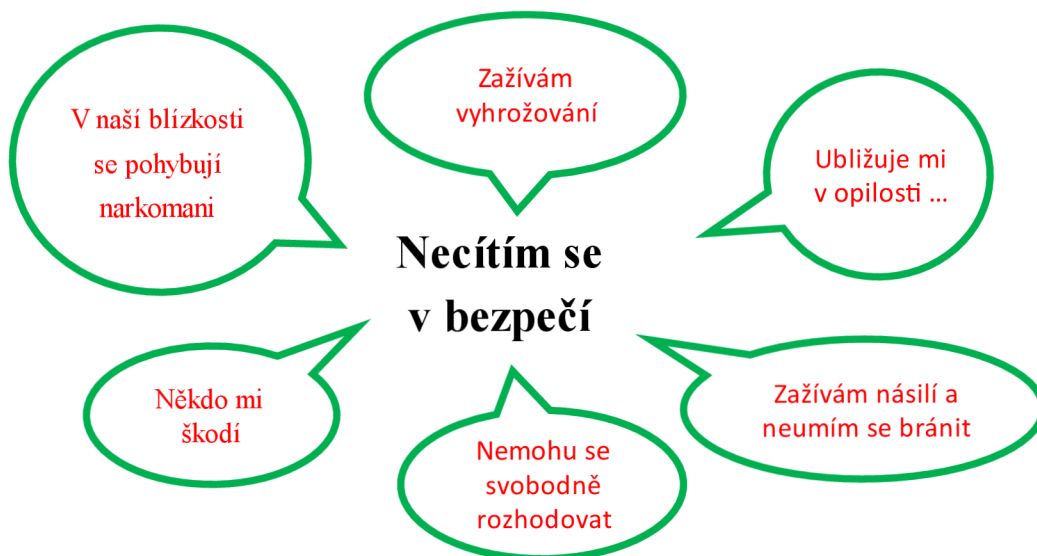 V naší blízkosti
se pohybují
narkomani
Zažívám
vyhrožování
Ubližuje mi
v opilosti ...
Necítím se
v bezpečí
Někdo mi
škodí
Nemohu se
svobodně
rozhodovat
Zažívám násilí a
neumím se bránit